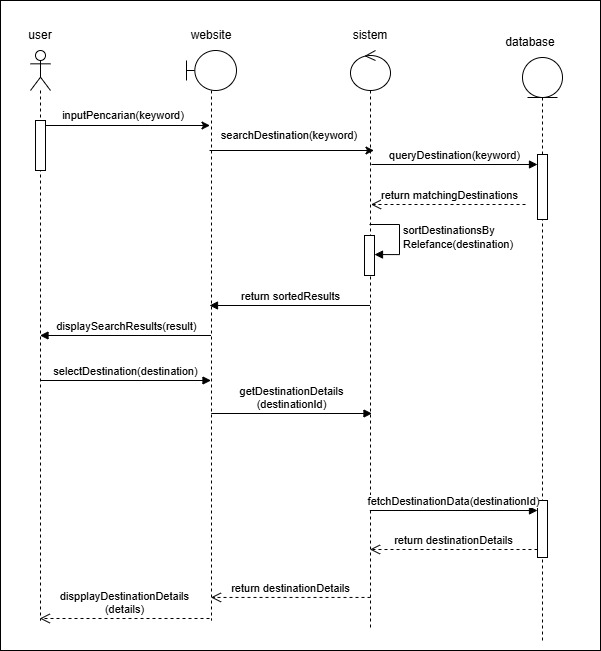 user
website
sistem
database
inputPencarian(keyword)
searchDestination(keyword)
queryDestination(keyword)
return matchingDestinations
sortDestinationsBy
Relefance(destination)
return sortedResults
displaySearchResults(result)
selectDestination(destination)
getDestinationDetails
(destinationId)
fetchDestinationData(destinationId)
return destinationDetails
return destinationDetails
dispplayDestinationDetails
(details)